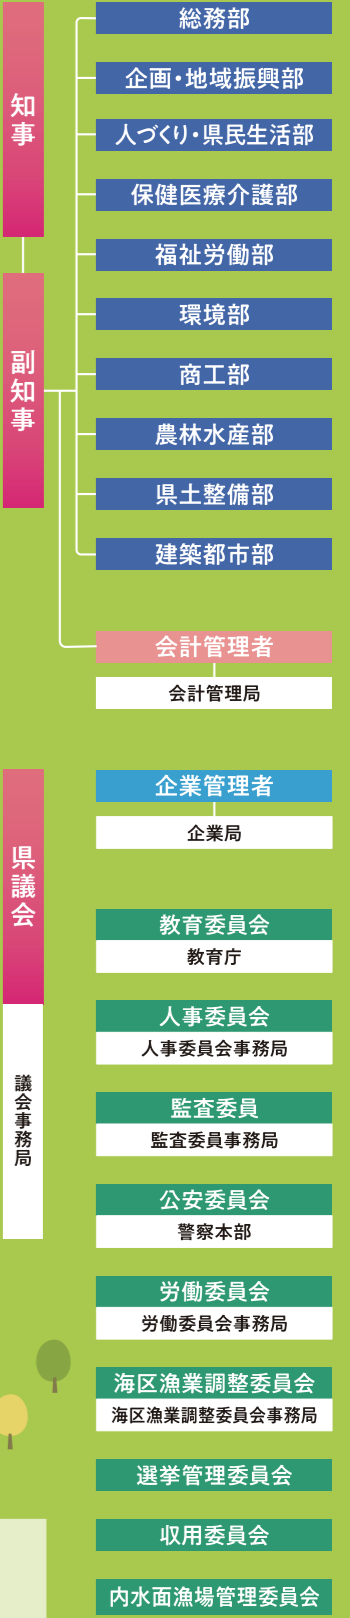 知事
総務部
企画・地域振興部
人づくり・県民生活部
保健医療介護部
福祉労働部
環境部
副知事
商工部
農林水産部
県土整備部
建築都市部
会計管理者
会計管理局
県議会
議会事務局
企業管理者
企業局
教育委員会
教育庁
人事委員会
人事委員会事務局
監査委員
監査委員事務局
公安委員会
警察本部
労働委員会
労働委員会事務局
海区漁業調整委員会
海区漁業調整委員会事務局
選挙管理委員会
収用委員会
内水面漁場管理委員会